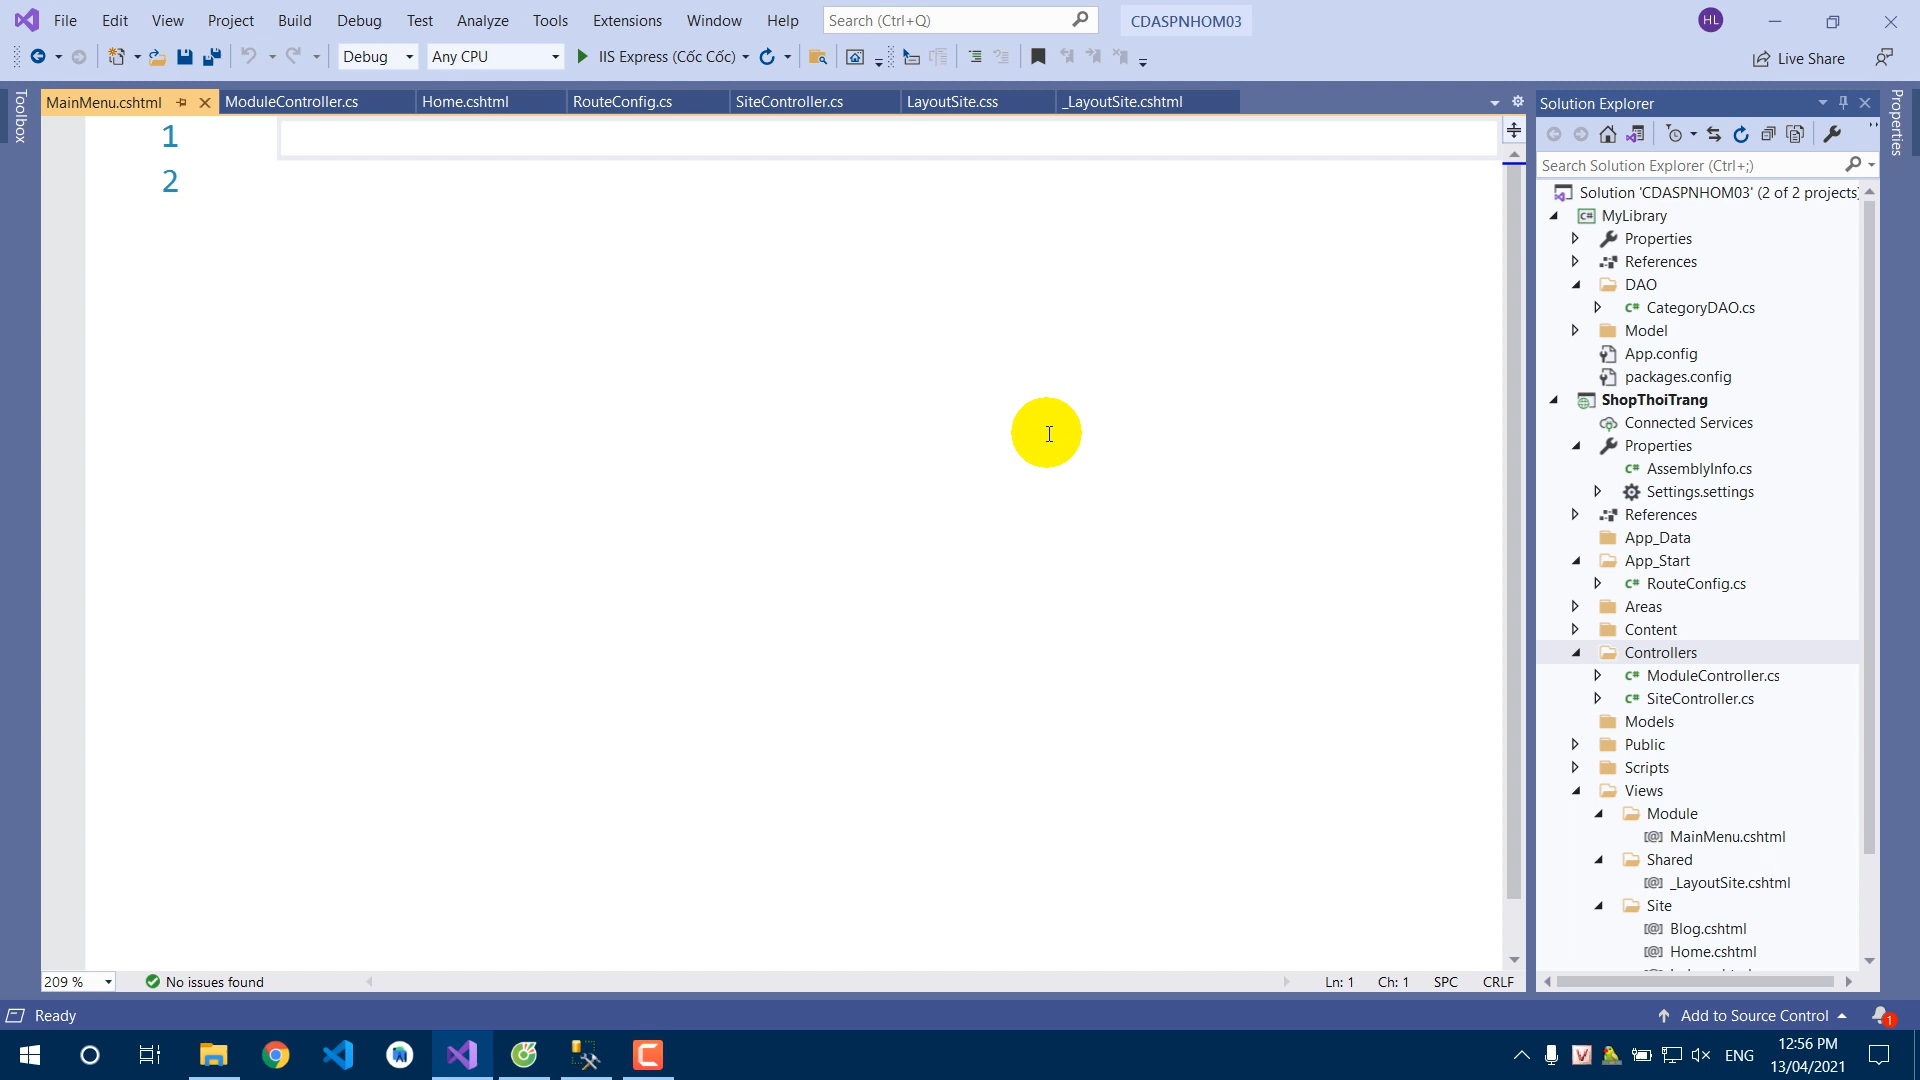 File Edit View Project Build Debug Test Analyze Tools Extensions Window Help Search (Ctrl+Q) CDASPNHOM03 HL
Debug Any CPU IIS Express (Cốc Cốc) Live Share
Toolbox
MainMenu.cshtml ModuleController.cs Home.cshtml RouteConfig.cs SiteController.cs LayoutSite.css _LayoutSite.cshtml
1
2
Solution Explorer
Properties
Search Solution Explorer (Ctrl+;)
Solution 'CDASPNHOM03' (2 of 2 projects)
C# MyLibrary
Properties
References
DAO
C# CategoryDAO.cs
Model
App.config
packages.config
ShopThoiTrang
Connected Services
Properties
C# AssemblyInfo.cs
Settings.settings
References
App_Data
App_Start
C# RouteConfig.cs
Areas
Content
Controllers
C# ModuleController.cs
C# SiteController.cs
Models
Public
Scripts
Views
Module
[@] MainMenu.cshtml
Shared
[@] _LayoutSite.cshtml
Site
[@] Blog.cshtml
[@] Home.cshtml
209 % No issues found Ln: 1 Ch: 1 SPC CRLF
Ready Add to Source Control 1
ENG 12:56 PM
13/04/2021